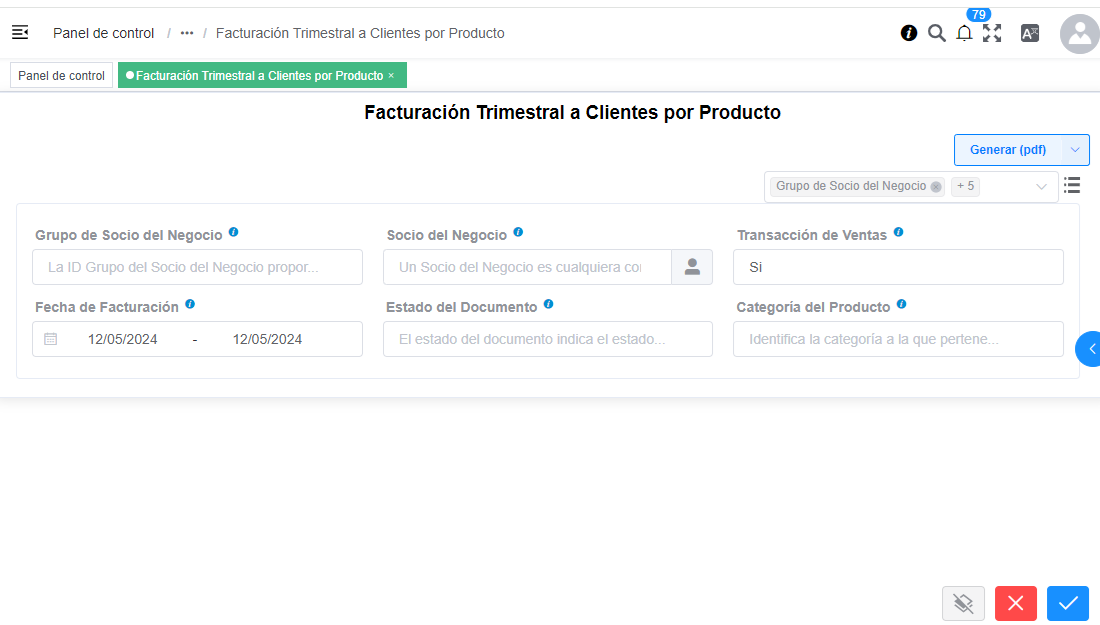 79
Panel de control / ••• / Facturación Trimestral a Clientes por Producto
Panel de control
Facturación Trimestral a Clientes por Producto ×
Facturación Trimestral a Clientes por Producto
Generar (pdf)
Grupo de Socio del Negocio + 5
Grupo de Socio del Negocio Socio del Negocio Transacción de Ventas
La ID Grupo del Socio del Negocio propor... Un Socio del Negocio es cualquiera con Si
Fecha de Facturación Estado del Documento Categoría del Producto
12/05/2024 - 12/05/2024 El estado del documento indica el estado... Identifica la categoría a la que pertene...